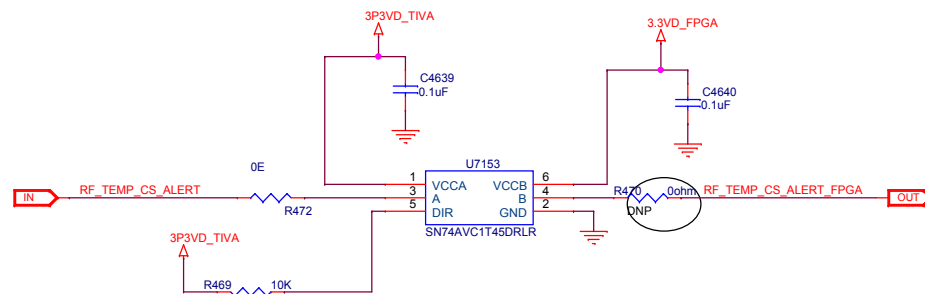 3P3VD_TIVA
3.3VD_FPGA
C4639
0.1uF
C4640
0.1uF
0E
U7153
IN
RF_TEMP_CS_ALERT
R472
1
3
5
VCCA
A
DIR
VCCB
B
GND
6
4
2
SN74AVC1T45DRLR
R470
0ohm
DNP
RF_TEMP_CS_ALERT_FPGA
OUT
3P3VD_TIVA
R469
10K